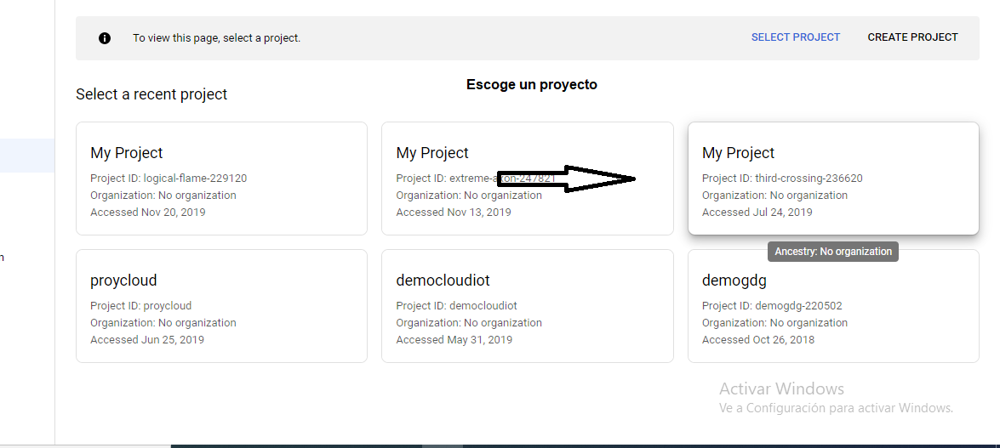 To view this page, select a project.
SELECT PROJECT
CREATE PROJECT
Escoge un proyecto
Select a recent project
My Project
Project ID: logical-flame-229120
Organization: No organization
Accessed Nov 20, 2019
My Project
Project ID: extreme-axon-247821
Organization: No organization
Accessed Nov 13, 2019
My Project
Project ID: third-crossing-236620
Organization: No organization
Accessed Jul 24, 2019
Ancestry: No organization
n
proycloud
Project ID: proycloud
Organization: No organization
Accessed Jun 25, 2019
democloudiot
Project ID: democloudiot
Organization: No organization
Accessed May 31, 2019
demogdg
Project ID: demogdg-220502
Organization: No organization
Accessed Oct 26, 2018
Activar Windows
Ve a Configuración para activar Windows.